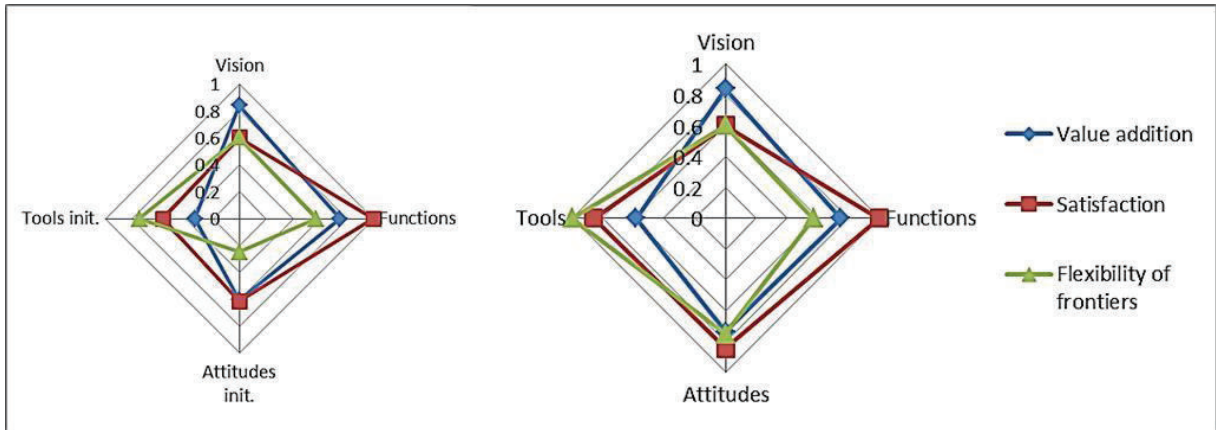 Vision
1
0.8
0.6
0.4
0.2
0
Tools init.
Functions
Attitudes
init.
Vision
1
0.8
0.6
0.4
0.2
0
Tools
Functions
Attitudes
Value addition
Satisfaction
Flexibility of
frontiers